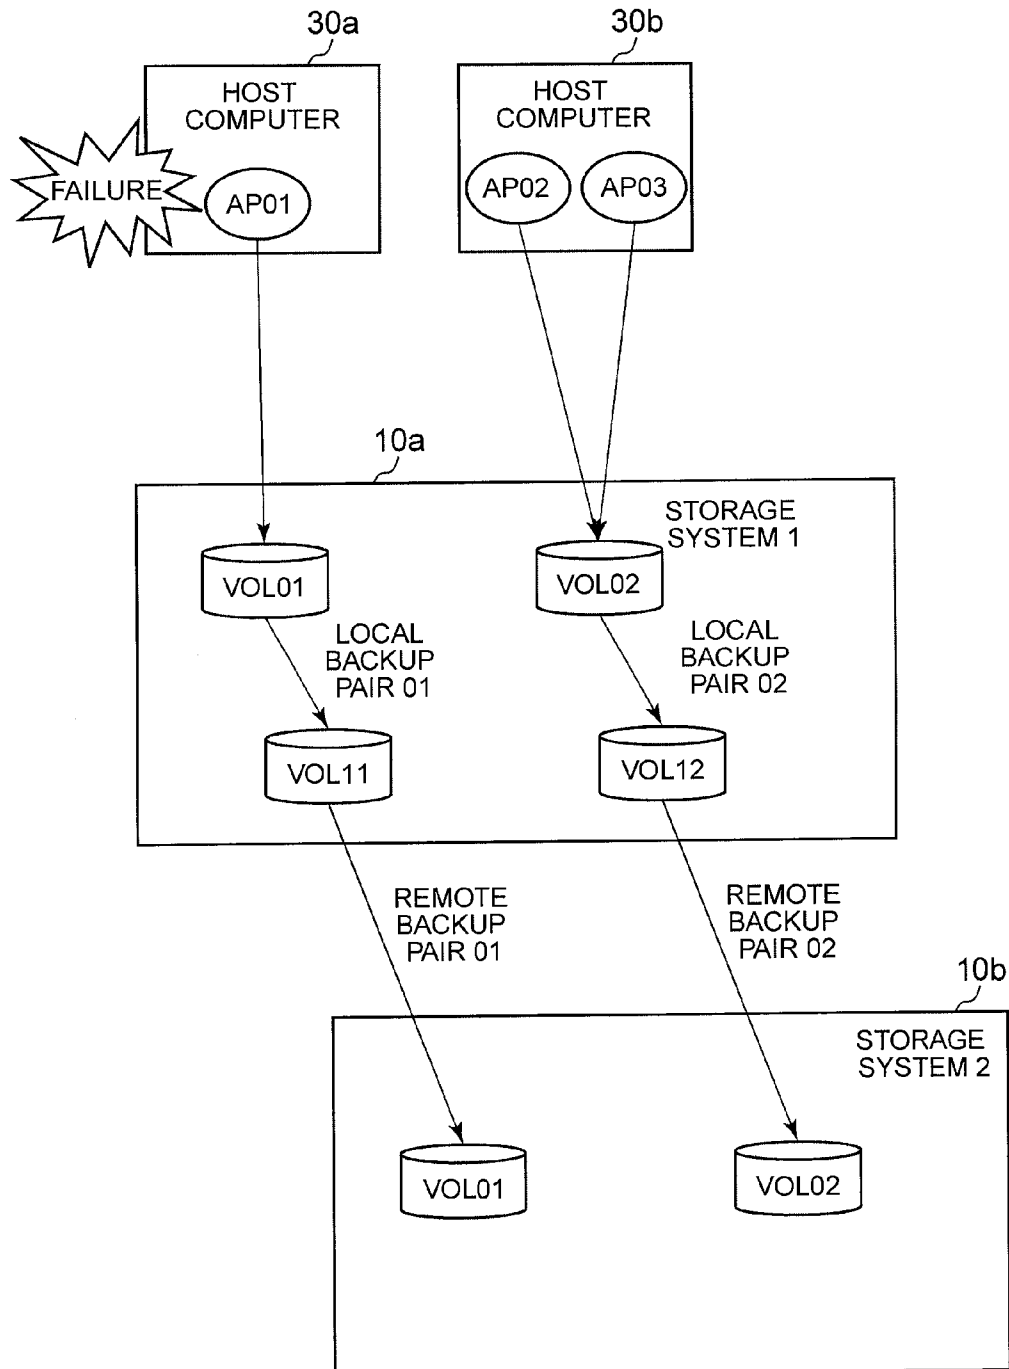 30a
30b
HOST
COMPUTER
HOST
COMPUTER
FAILURE
AP01
AP02
AP03
10a
STORAGE
SYSTEM 1
VOL01
VOL02
LOCAL
BACKUP
PAIR 01
LOCAL
BACKUP
PAIR 02
VOL11
VOL12
REMOTE
BACKUP
PAIR 01
REMOTE
BACKUP
PAIR 02
10b
STORAGE
SYSTEM 2
VOL01
VOL02